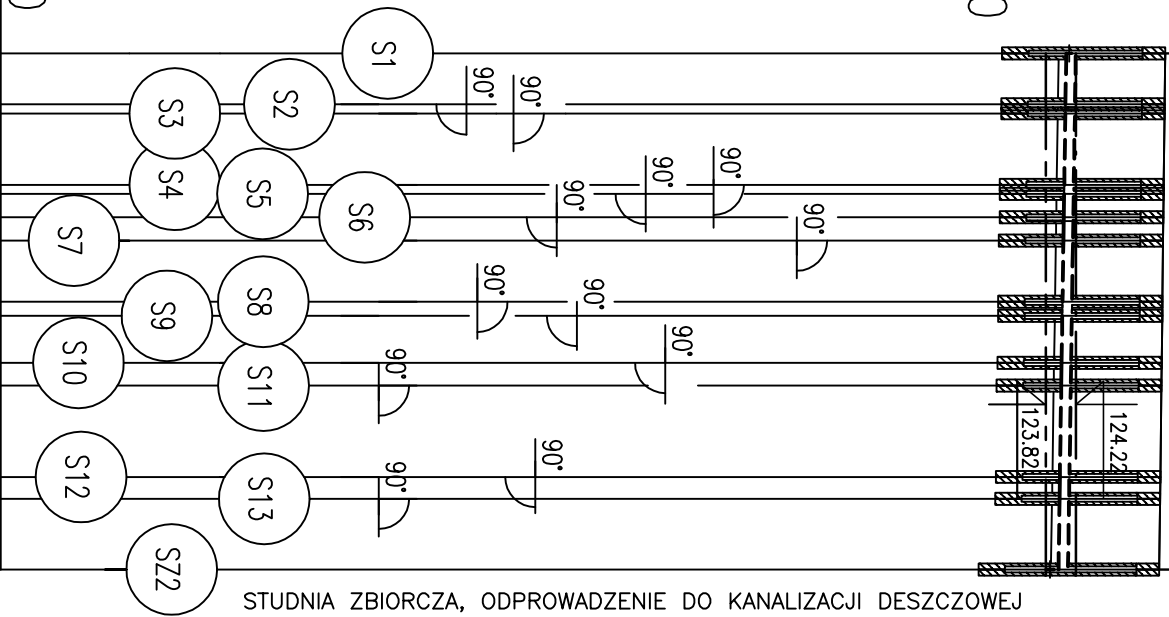 S1
S2
S3
S4
S5
S6
S7
S8
S9
S10
S11
S12
S13
SZ2
90°
90°
90°
90°
90°
90°
90°
90°
90°
90°
90°
90°
124.22
123.82
STUDNIA ZBIORCZA, ODPROWADZENIE DO KANALIZACJI DESZCZOWEJ